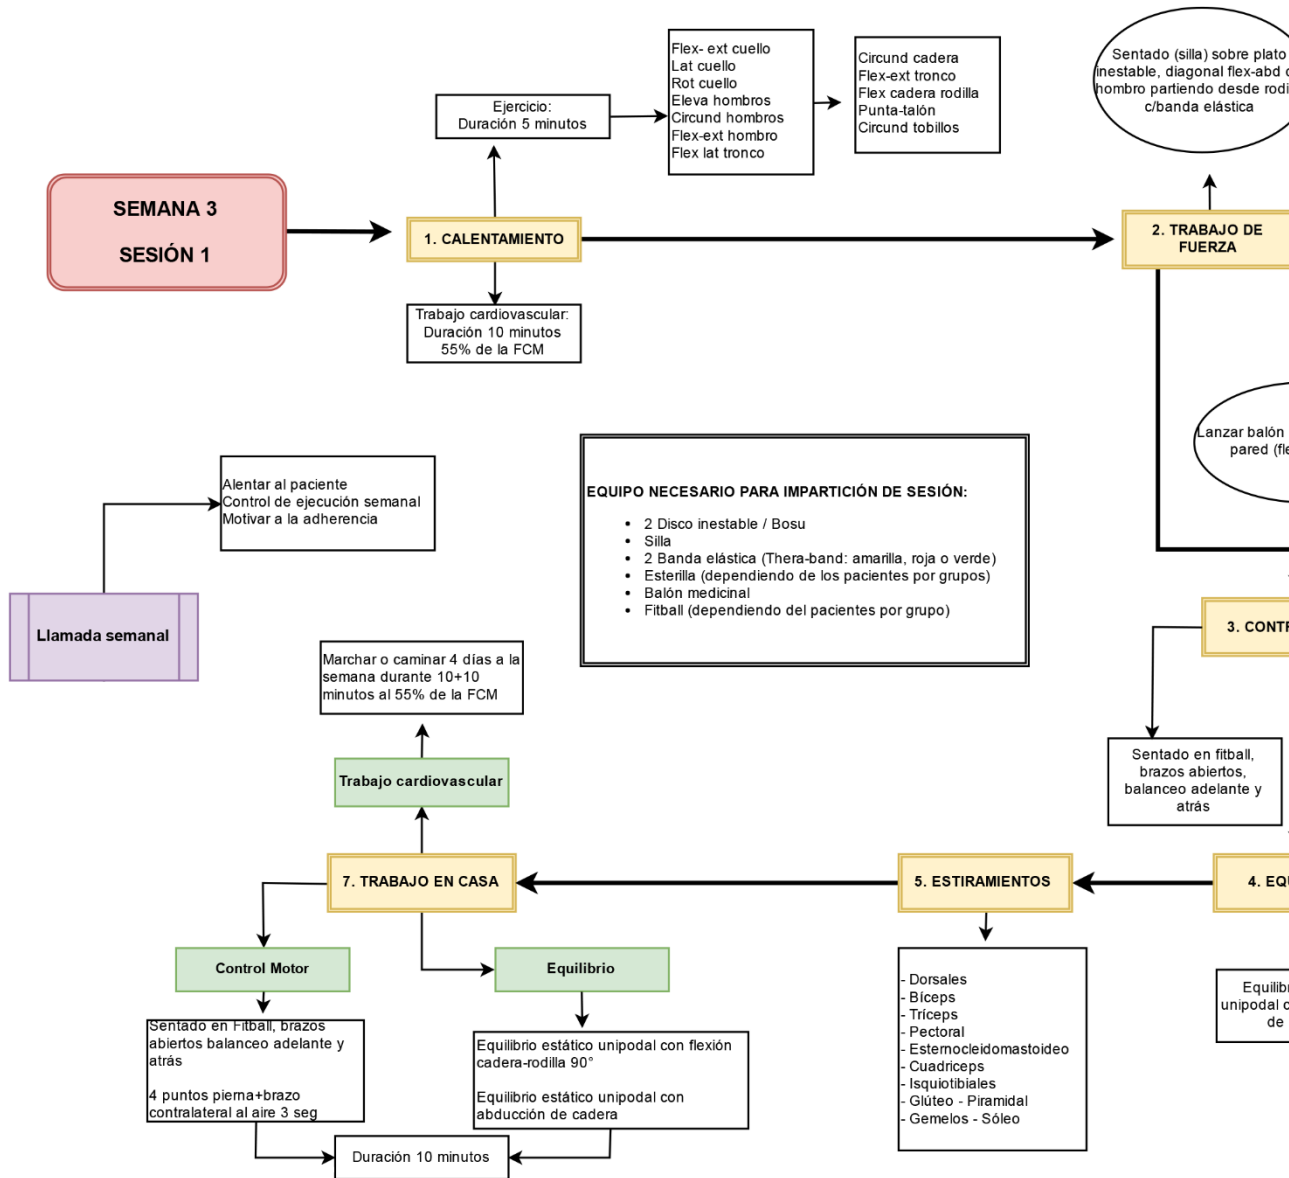 Flex- ext cuello
Lat cuello
Rot cuello
Eleva hombros
Circund hombros
Flex-ext hombro
Flex lat tronco
Circund cadera
Flex-ext tronco
Flex cadera rodilla
Punta-talón
Circund tobillos
Sentado (silla) sobre plato
inestable, diagonal flex-abd
hombro partiendo desde
c/banda elástica
Ejercicio:
Duración 5 minutos
SEMANA 3
SESIÓN 1
1. CALENTAMIENTO
2. TRABAJO DE
FUERZA
Trabajo cardiovascular:
Duración 10 minutos
55% de la FCM
Lanzar balón
pared
Alentar al paciente
Control de ejecución semanal
Motivar a la adherencia
EQUIPO NECESARIO PARA IMPARTICIÓN DE SESIÓN:
• 2 Disco inestable / Bosu
• Silla
• 2 Banda elástica (Thera-band: amarilla, roja o verde)
• Esterilla (dependiendo de los pacientes por grupos)
• Balón medicinal
• Fitball (dependiendo del pacientes por grupo)
Llamada semanal
3.
Marchar o caminar 4 días a la
semana durante 10+10
minutos al 55% de la FCM
Trabajo cardiovascular
Sentado en fitball,
brazos abiertos,
balanceo adelante y
atrás
7. TRABAJO EN CASA
5. ESTIRAMIENTOS
4.
Control Motor
Equilibrio
- Dorsales
- Bíceps
- Tríceps
- Pectoral
- Esternocleidomastoideo
- Cuadriceps
- Isquiotibiales
- Glúteo - Piramidal
- Gemelos - Sóleo
unipodal
de
Sentado en Fitball, brazos
abiertos balanceo adelante y
atrás
4 puntos pierna+brazo
contralateral al aire 3 seg
Equilibrio estático unipodal con flexión
cadera-rodilla 90°
Equilibrio estático unipodal con
abducción de cadera
Duración 10 minutos